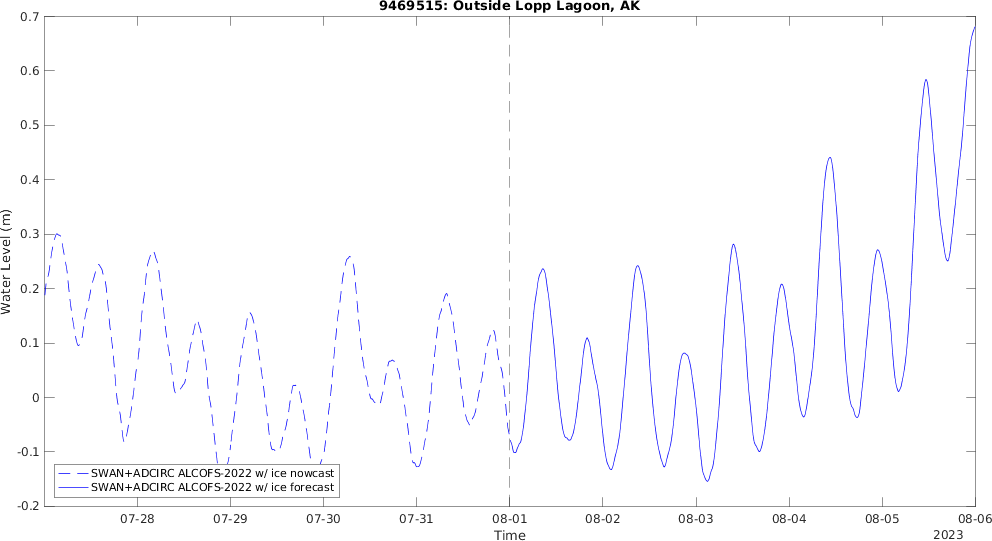 9469515: Outside Lopp Lagoon, AK
Water Level (m)
0.7
0.6
0.5
0.4
0.3
0.2
0.1
0
-0.1
-0.2
SWAN+ADCIRC ALCOFS-2022 w/ ice nowcast
SWAN+ADCIRC ALCOFS-2022 w/ ice forecast
07-28 07-29 07-30 07-31 08-01 08-02 08-03 08-04 08-05 08-06
Time
2023